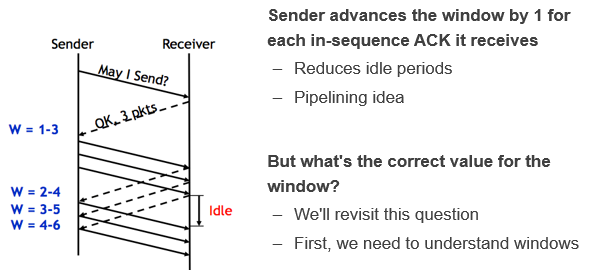 Sender advances the window by 1 for
each in-sequence ACK it receives
– Reduces idle periods
– Pipelining idea
But what's the correct value for the
window?
– We'll revisit this question
– First, we need to understand windows
Sender
Receiver
May I Send?
OK, 3 pkts
W = 1-3
W = 2-4
W = 3-5
W = 4-6
Idle